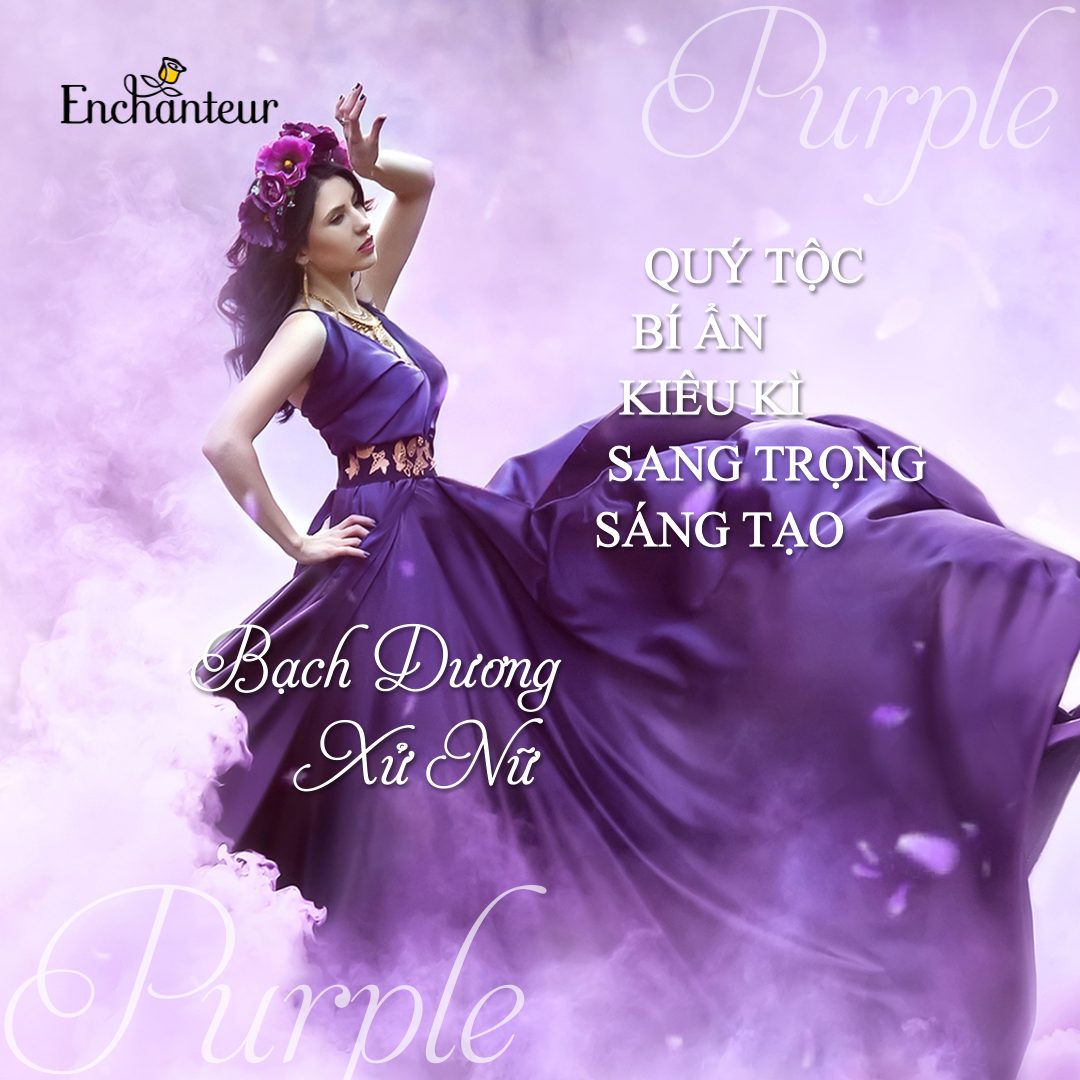 Enchanteur
Purple
QUÝ TỘC
BÍ ẨN
KIÊU KÌ
SANG TRỌNG
SÁNG TẠO
Bạch Dương
Xử Nữ
Purple